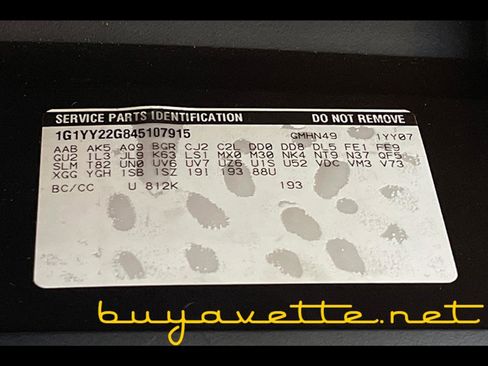 SERVICE PARTS IDENTIFICATION DO NOT REMOVE
1G1YY22G845107915 GMHN49 1YY07
AAB AK5 AQ9 BGR CJ2 C2L DD0 DD8 DL5 FE1 FE9
GU2 IL3 JL9 K63 LS1 MX0 M30 NK4 NT9 N37 QF5
SLM T82 UN0 UV6 UV7 UZ6 U1S U52 VDC VM3 V73
XGG YGH 1SB 1SZ 19I 193 88U
BC/CC U 812K 193
buyavette.net